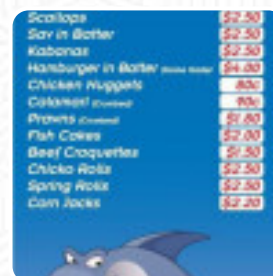 Scallops $2.50
Sav in Batter $2.50
Kabanas $2.50
Hamburger in Batter $4.00
Chicken Nuggets 80c
Calamari (Crumbed) 90c
Prawns (Crumbed) $1.80
Fish Cakes $2.00
Beef Croquettes $1.50
Chicko Rolls $2.50
Spring Rolls $2.50
Corn Jacks $2.20